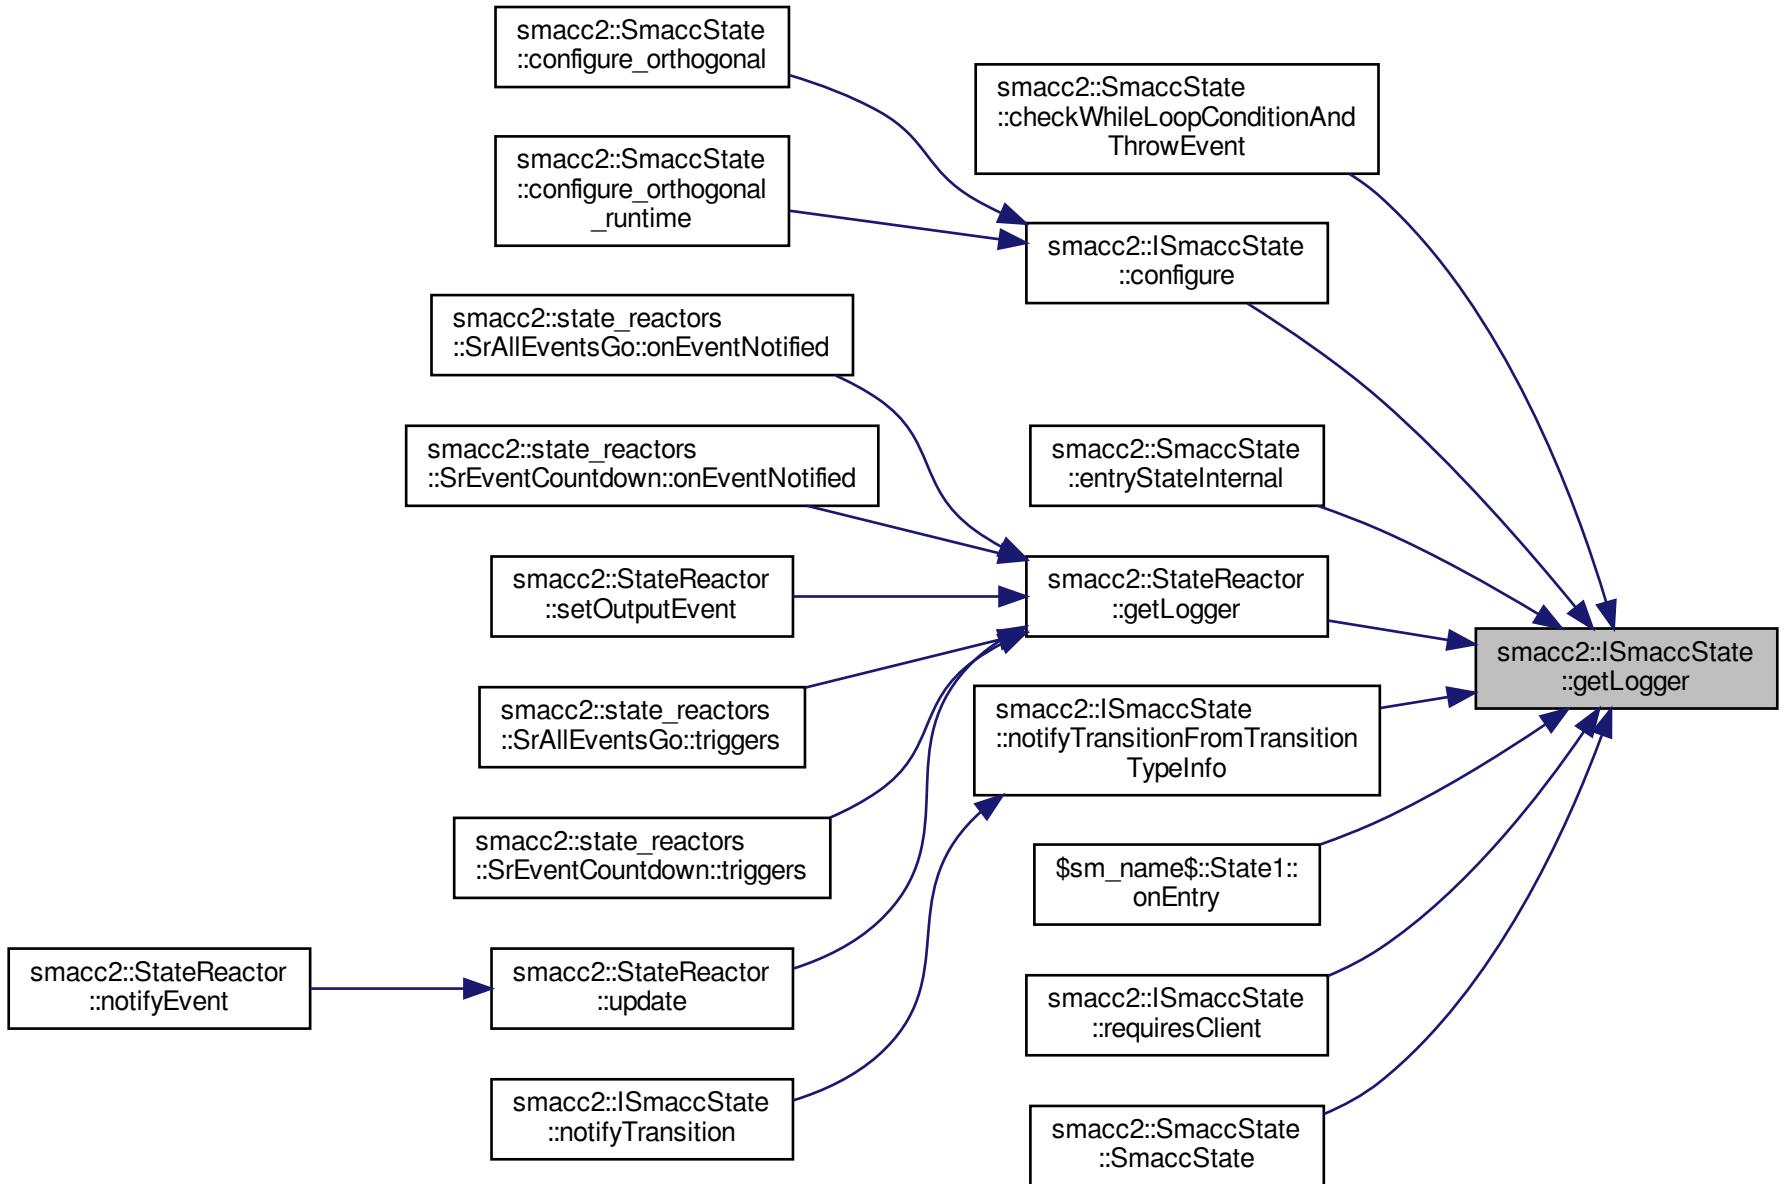 smacc2::SmaccState
::configure_orthogonal
smacc2::SmaccState
::checkWhileLoopConditionAnd
ThrowEvent
smacc2::SmaccState
::configure_orthogonal
_runtime
smacc2::ISmaccState
::configure
smacc2::state_reactors
::SrAllEventsGo::onEventNotified
smacc2::state_reactors
::SrEventCountdown::onEventNotified
smacc2::SmaccState
::entryStateInternal
smacc2::StateReactor
::setOutputEvent
smacc2::StateReactor
::getLogger
smacc2::ISmaccState
::getLogger
smacc2::state_reactors
::SrAllEventsGo::triggers
smacc2::ISmaccState
::notifyTransitionFromTransition
TypeInfo
smacc2::state_reactors
::SrEventCountdown::triggers
$sm_name$::State1::
onEntry
smacc2::StateReactor
::notifyEvent
smacc2::StateReactor
::update
smacc2::ISmaccState
::requiresClient
smacc2::ISmaccState
::notifyTransition
smacc2::SmaccState
::SmaccState